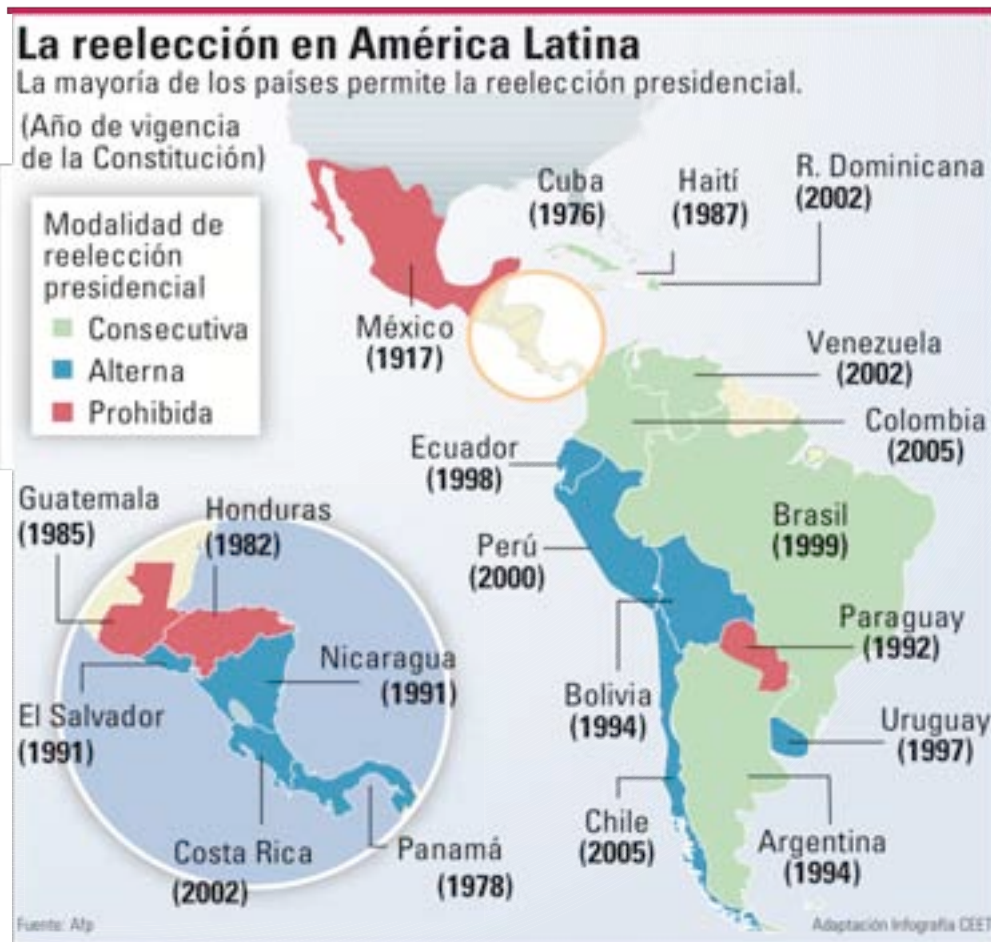 La reelección en América Latina
La mayoría de los países permite la reelección presidencial.
(Año de vigencia
de la Constitución)
Modalidad de
reelección
presidencial
Consecutiva
Alterna
Prohibida
Cuba
(1976)
Haití
(1987)
R. Dominicana
(2002)
México
(1917)
Venezuela
(2002)
Colombia
(2005)
Ecuador
(1998)
Brasil
(1999)
Perú
(2000)
Paraguay
(1992)
Bolivia
(1994)
Uruguay
(1997)
Chile
(2005)
Argentina
(1994)
Guatemala
(1985)
Honduras
(1982)
Nicaragua
(1991)
El Salvador
(1991)
Costa Rica
(2002)
Panamá
(1978)
Fuente: Afp
Adaptación Infografía CEET